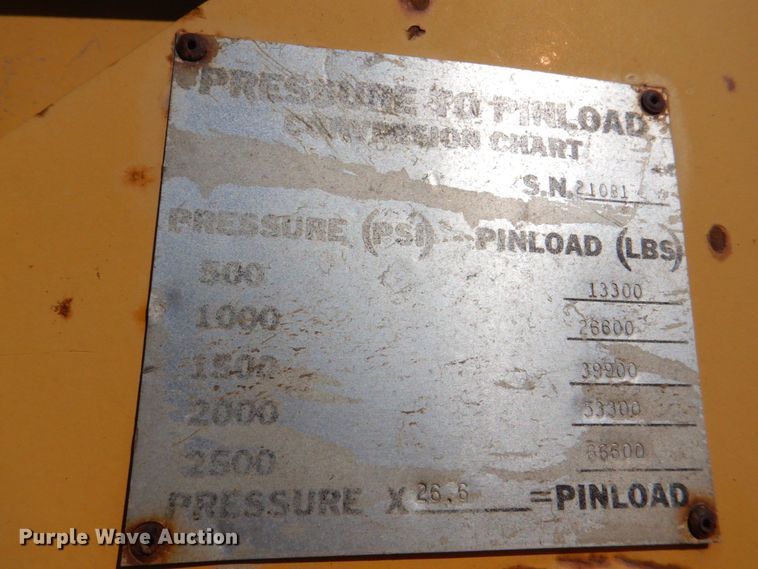 PRESSURE TO PINLOAD
CONVERSION CHART
S.N. 21081
PRESSURE (PSI) - PINLOAD (LBS)
500 13300
1000 26600
1500 39900
2000 53300
2500 66600
PRESSURE X 26.6 = PINLOAD
Purple Wave Auction